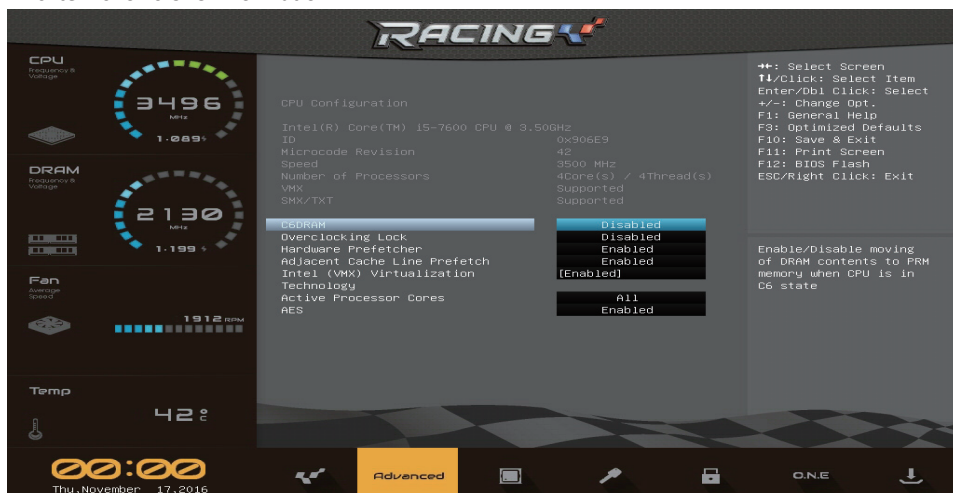 RACING
CPU
Frequency &
Voltage
3496
MHz
1.089
DRAM
Frequency &
Voltage
2130
MHz
1.199
Fan
Average
Speed
1912 RPM
Temp
42 °C
00:00
Thu.November 17.2016
CPU Configuration
Intel(R) Core(TM) i5-7600 CPU @ 3.50GHz
ID 0x906E9
Microcode Revision 42
Speed 3500 MHz
Number of Processors 4Core(s) / 4Thread(s)
VMX Supported
SMX/TXT Supported
C6DRAM Disabled
Overclocking Lock Disabled
Hardware Prefetcher Enabled
Adjacent Cache Line Prefetch Enabled
Intel (VMX) Virtualization [Enabled]
Technology
Active Processor Cores All
AES Enabled
→←: Select Screen
↑↓/Click: Select Item
Enter/Dbl Click: Select
+/-: Change Opt.
F1: General Help
F3: Optimized Defaults
F10: Save & Exit
F11: Print Screen
F12: BIOS Flash
ESC/Right Click: Exit
Enable/Disable moving
of DRAM contents to PRM
memory when CPU is in
C6 state
Advanced
O.N.E